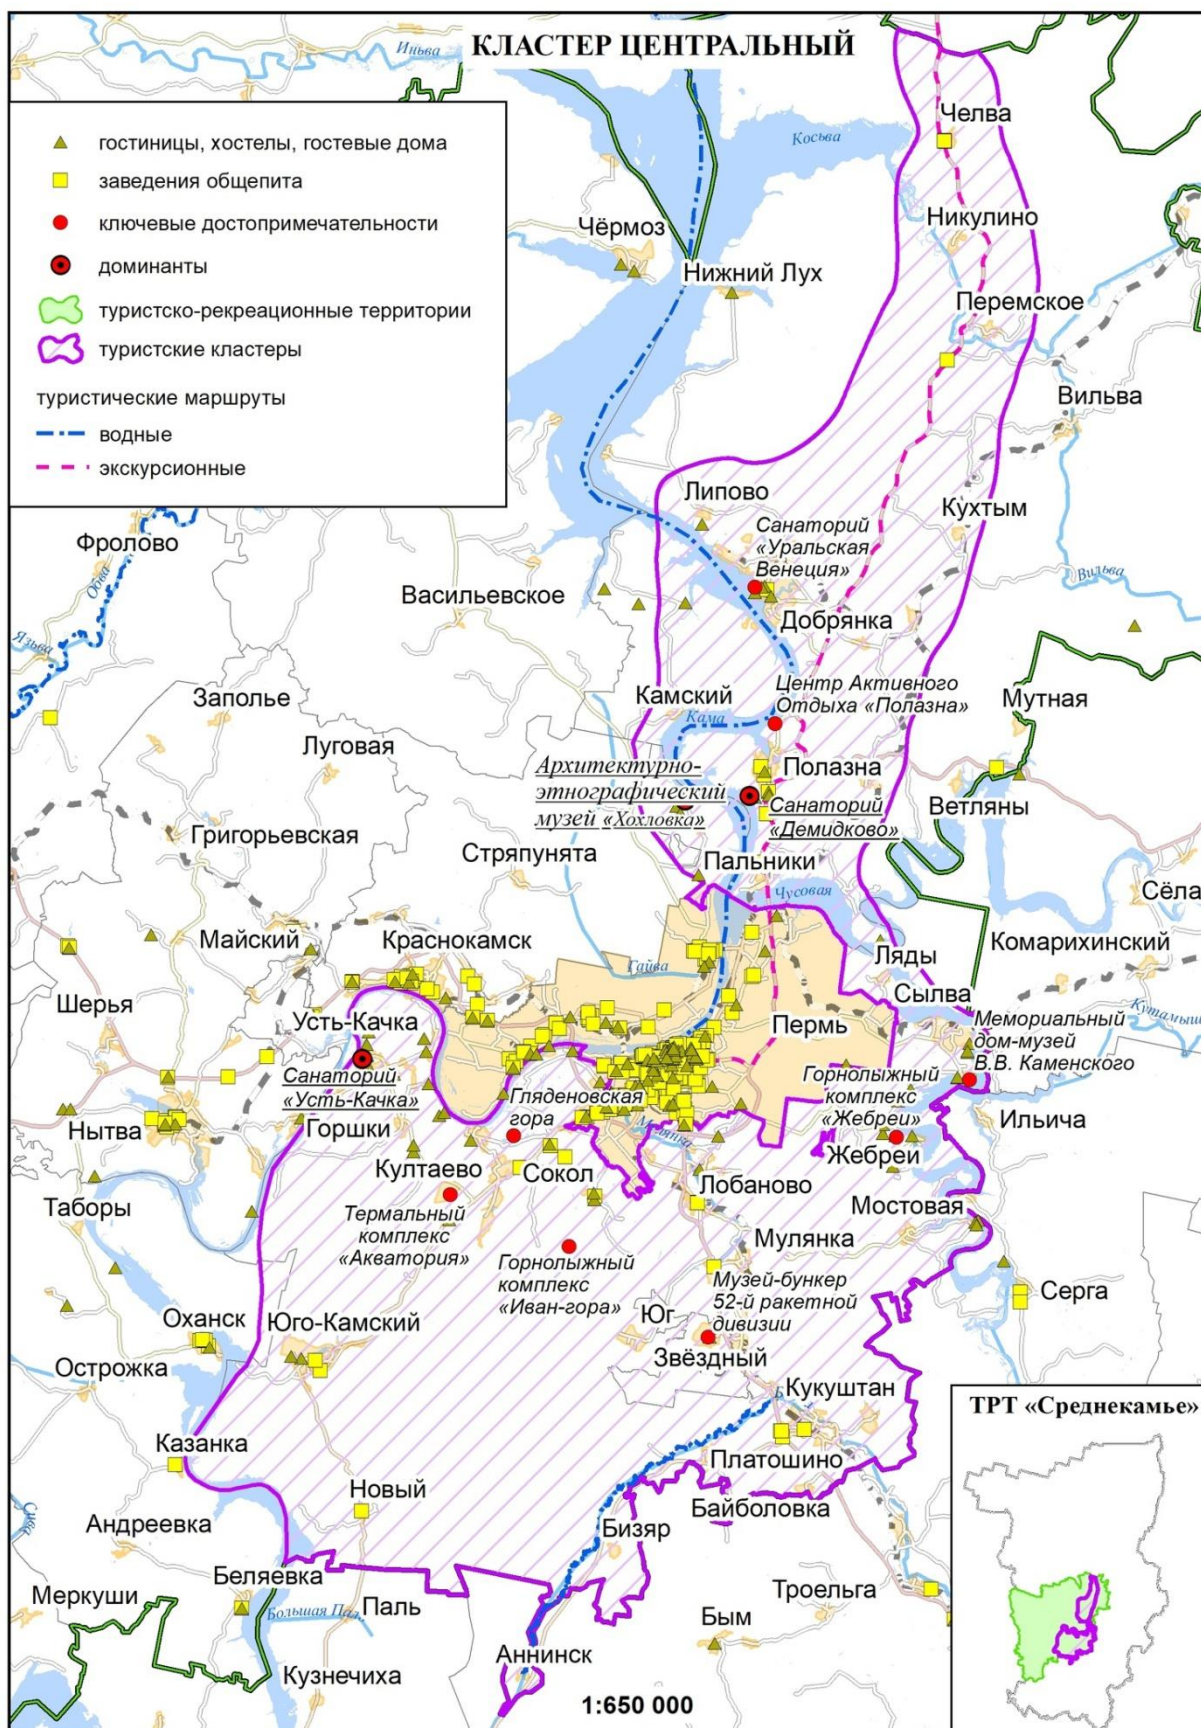 КЛАСТЕР ЦЕНТРАЛЬНЫЙ
Иньва
гостиницы, хостелы, гостевые дома
заведения общепита
ключевые достопримечательности
доминанты
туристско-рекреационные территории
туристские кластеры
туристические маршруты
водные
экскурсионные
Челва
Косьва
Никулино
Чёрмоз
Нижний Лух
Перемское
Вильва
Липово
Кухтым
Санаторий
«Уральская
Венеция»
Фролово
Обва
Васильевское
Вильва
Язьва
Добрянка
Заполье
Камский
Центр Активного
Отдыха «Полазна»
Мутная
Кама
Луговая
Архитектурно-
этнографический
музей «Хохловка»
Полазна
Санаторий
«Демидково»
Ветляны
Григорьевская
Стряпунята
Пальники
Чусовая
Сёла
Майский
Краснокамск
Гайва
Ляды
Комарихинский
Сылва
Шерья
Усть-Качка
Пермь
Мемориальный
дом-музей
В.В. Каменского
Кутамыш
Санаторий
«Усть-Качка»
Гляденовская
гора
Горнолыжный
комплекс
«Жебреи»
Нытва
Горшки
Мулянка
Ильича
Жебреи
Култаево
Сокол
Лобаново
Таборы
Термальный
комплекс
«Акватория»
Мостовая
Мулянка
Горнолыжный
комплекс
«Иван-гора»
Музей-бункер
52-й ракетной
дивизии
Серга
Оханск
Юго-Камский
Юг
Звёздный
Острожка
Кукуштан
ТРТ «Среднекамье»
Казанка
Платошино
Новый
Байболовка
Андреевка
Бизяр
Беляевка
Троельга
Меркуши
Большая Паль
Паль
Бым
Аннинск
Кузнечиха
1:650 000